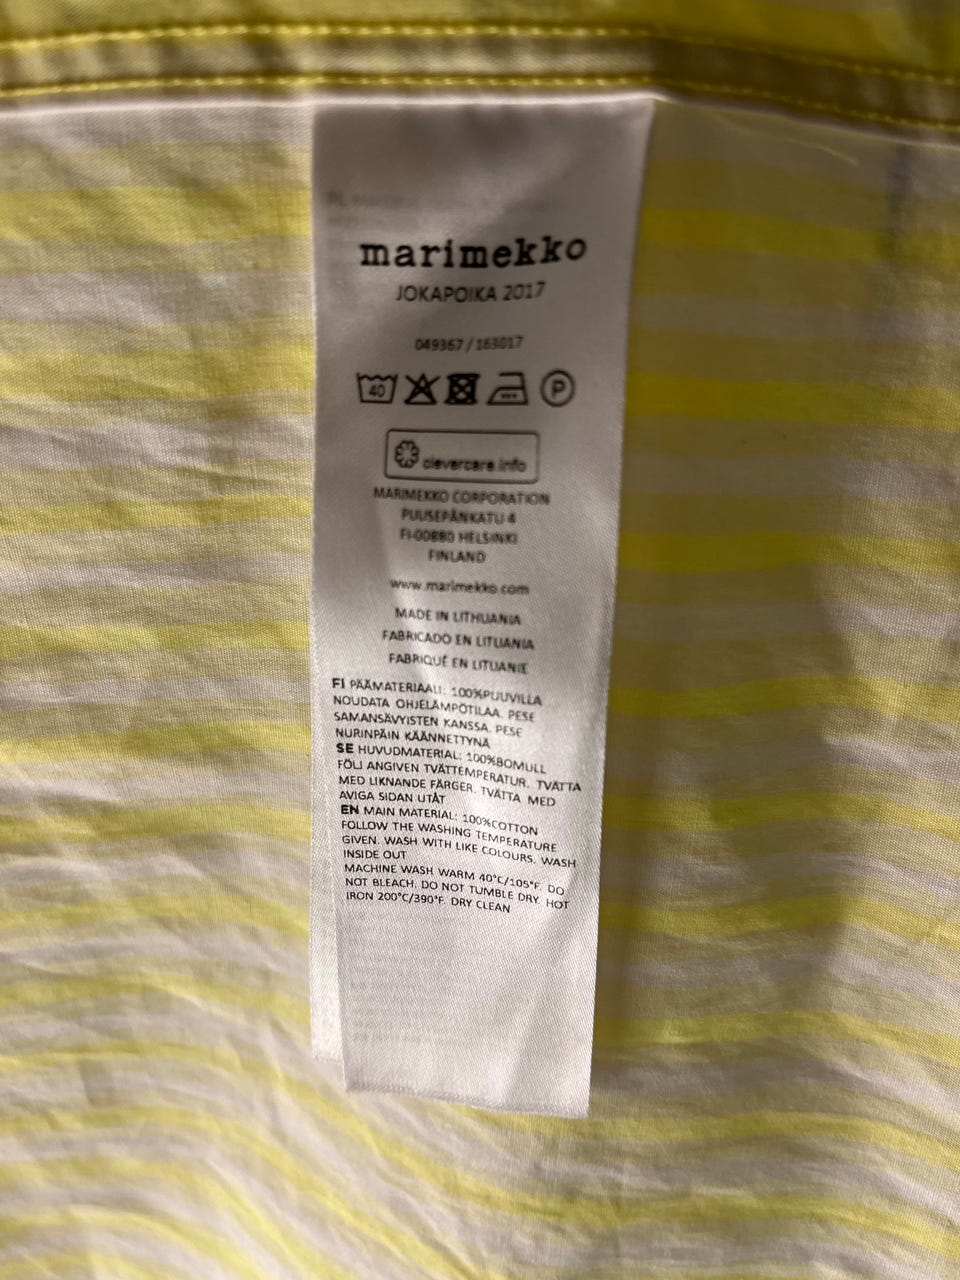 marimekko
JOKAPOIKA 2017
049367 / 163017
40
P
clevercare.info
MARIMEKKO CORPORATION
PUUSEPÄNKATU 4
FI-00880 HELSINKI
FINLAND
www.marimekko.com
MADE IN LITHUANIA
FABRICADO EN LITUANIA
FABRIQUÉ EN LITUANIE
FI PÄÄMATERIAALI: 100%PUUVILLA
NOUDATA OHJELÄMPÖTILAA. PESE
SAMANSÄVYISTEN KANSSA. PESE
NURINPÄIN KÄÄNNETTYNÄ
SE HUVUDMATERIAL: 100%BOMULL
FÖLJ ANGIVEN TVÄTTEMPERATUR. TVÄTTA
MED LIKNANDE FÄRGER. TVÄTTA MED
AVIGA SIDAN UTÅT
EN MAIN MATERIAL: 100%COTTON
FOLLOW THE WASHING TEMPERATURE
GIVEN. WASH WITH LIKE COLOURS. WASH
INSIDE OUT
MACHINE WASH WARM 40°C/105°F. DO
NOT BLEACH. DO NOT TUMBLE DRY. HOT
IRON 200°C/390°F. DRY CLEAN